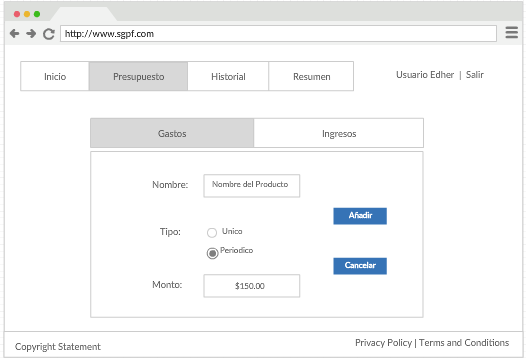 http://www.sgpf.com
Inicio Presupuesto Historial Resumen Usuario Edher | Salir
Gastos Ingresos
Nombre: Nombre del Producto
Añadir
Tipo: Unico
Periodico
Cancelar
Monto: $150.00
Copyright Statement Privacy Policy | Terms and Conditions